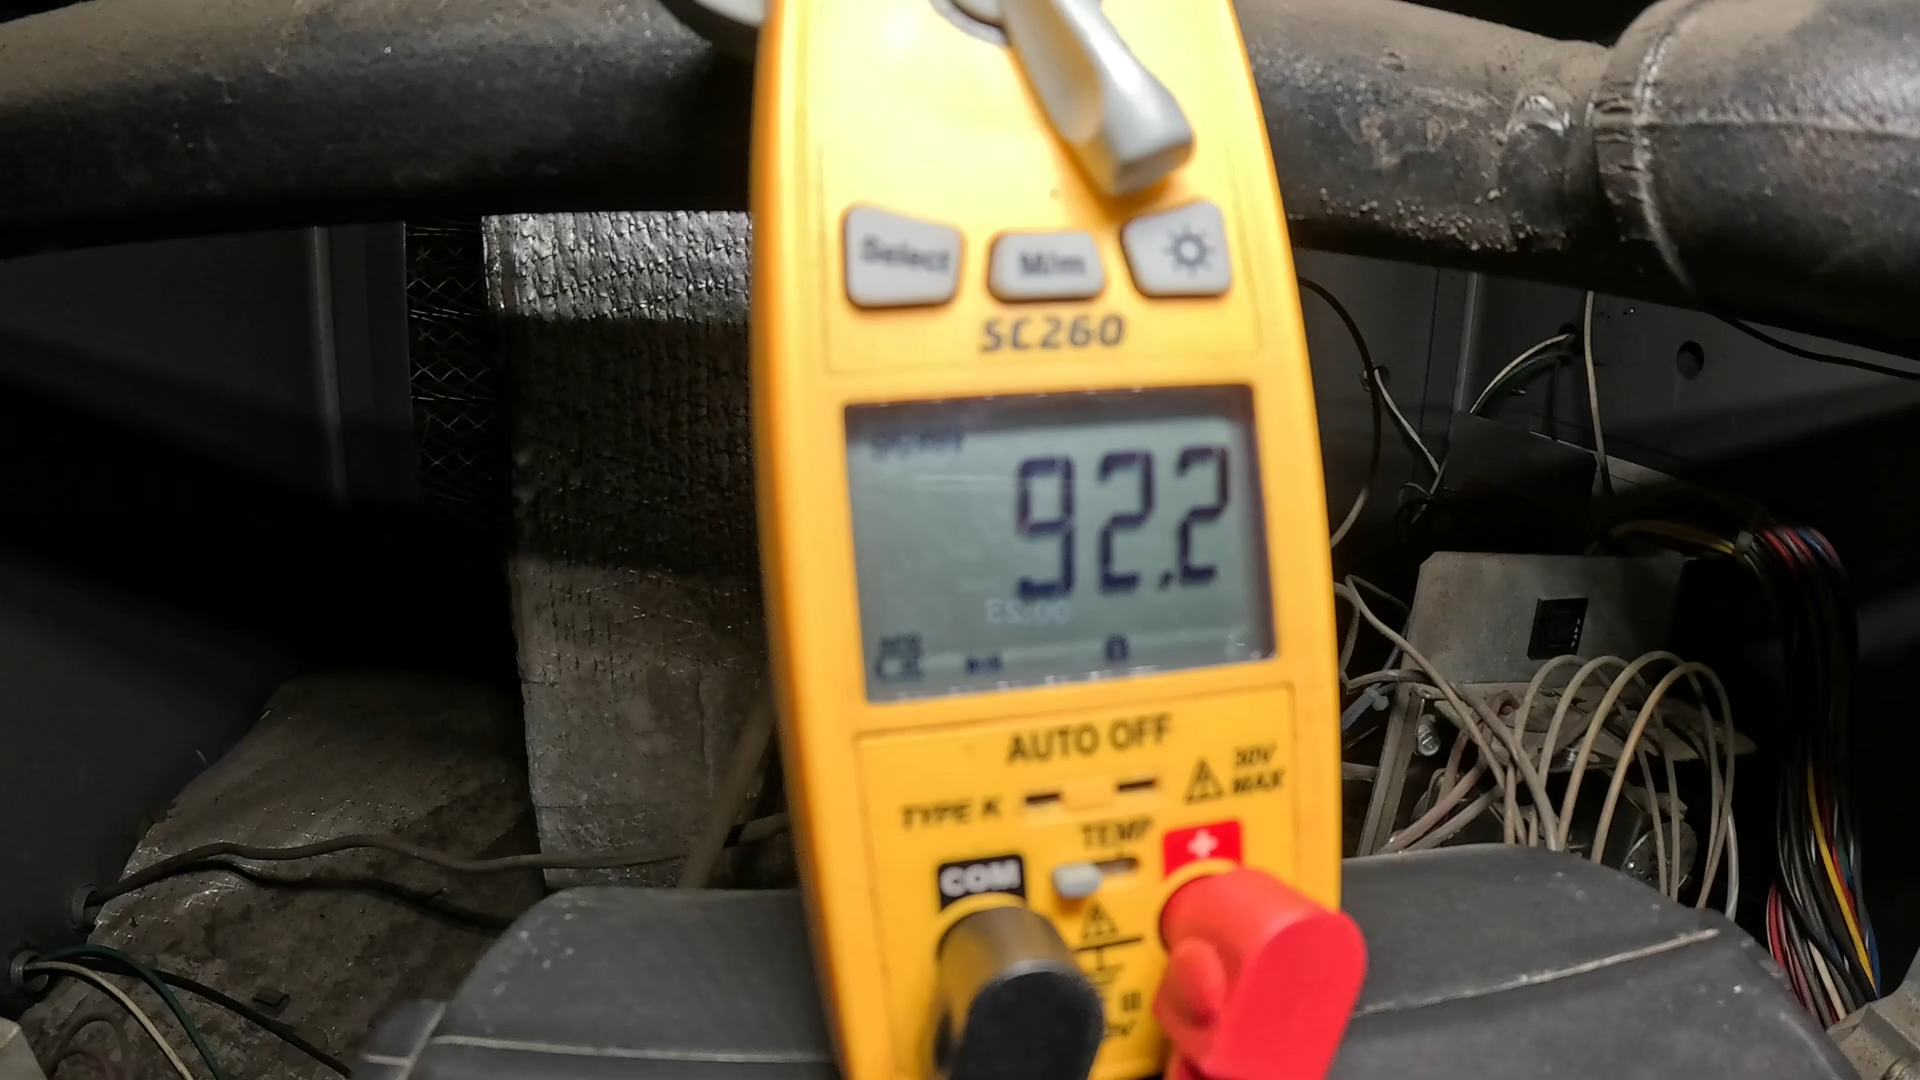 Select
M/m
SC260
92.2
AUTO OFF
30V
MAX
TYPE K
TEMP
+
COM